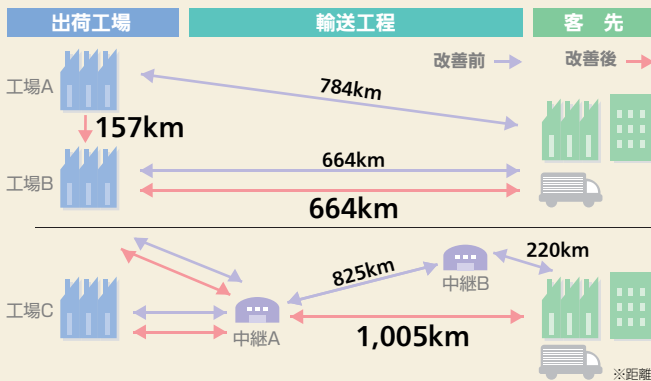 出荷工場
輸送工程
客先
改善前
改善後
工場A
784km
157km
工場B
664km
664km
825km
中継B
220km
工場C
中継A
1,005km
※距離